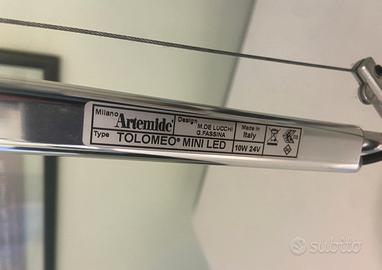 Milano Artemide Design M. DE LUCCHI G. FASSINA Made in Italy
Type TOLOMEO® MINI LED 10W 24V
subito